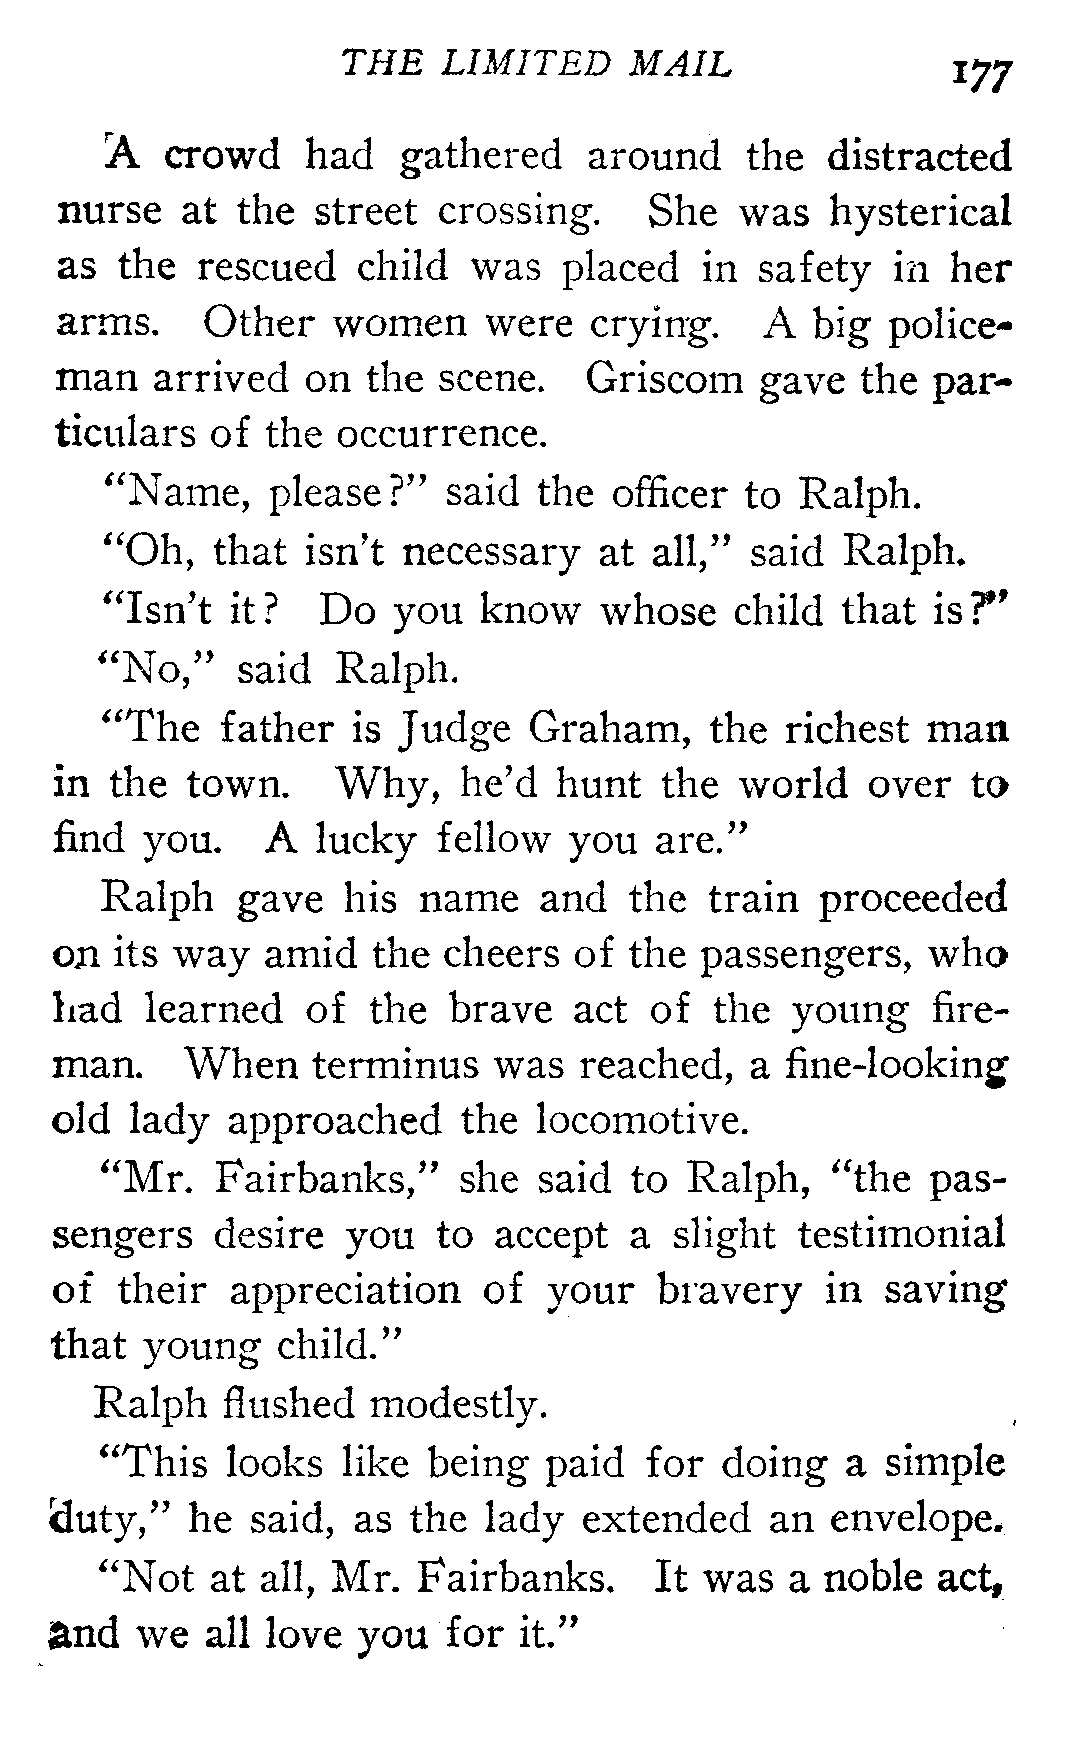 THE LIMITED MAIL 177
A crowd had gathered around the distracted
nurse at the street crossing. She was hysterical
as the rescued child was placed in safety in her
arms. Other women were crying. A big police-
man arrived on the scene. Griscom gave the par-
ticulars of the occurrence.
“Name, please?” said the officer to Ralph.
“Oh, that isn't necessary at all,” said Ralph.
“Isn't it? Do you know whose child that is?”
“No,” said Ralph.
“The father is Judge Graham, the richest man
in the town. Why, he'd hunt the world over to
find you. A lucky fellow you are.”
Ralph gave his name and the train proceeded
on its way amid the cheers of the passengers, who
had learned of the brave act of the young fire-
man. When terminus was reached, a fine-looking
old lady approached the locomotive.
“Mr. Fairbanks,” she said to Ralph, “the pas-
sengers desire you to accept a slight testimonial
of their appreciation of your bravery in saving
that young child.”
Ralph flushed modestly.
“This looks like being paid for doing a simple
duty,” he said, as the lady extended an envelope.
“Not at all, Mr. Fairbanks. It was a noble act,
and we all love you for it.”